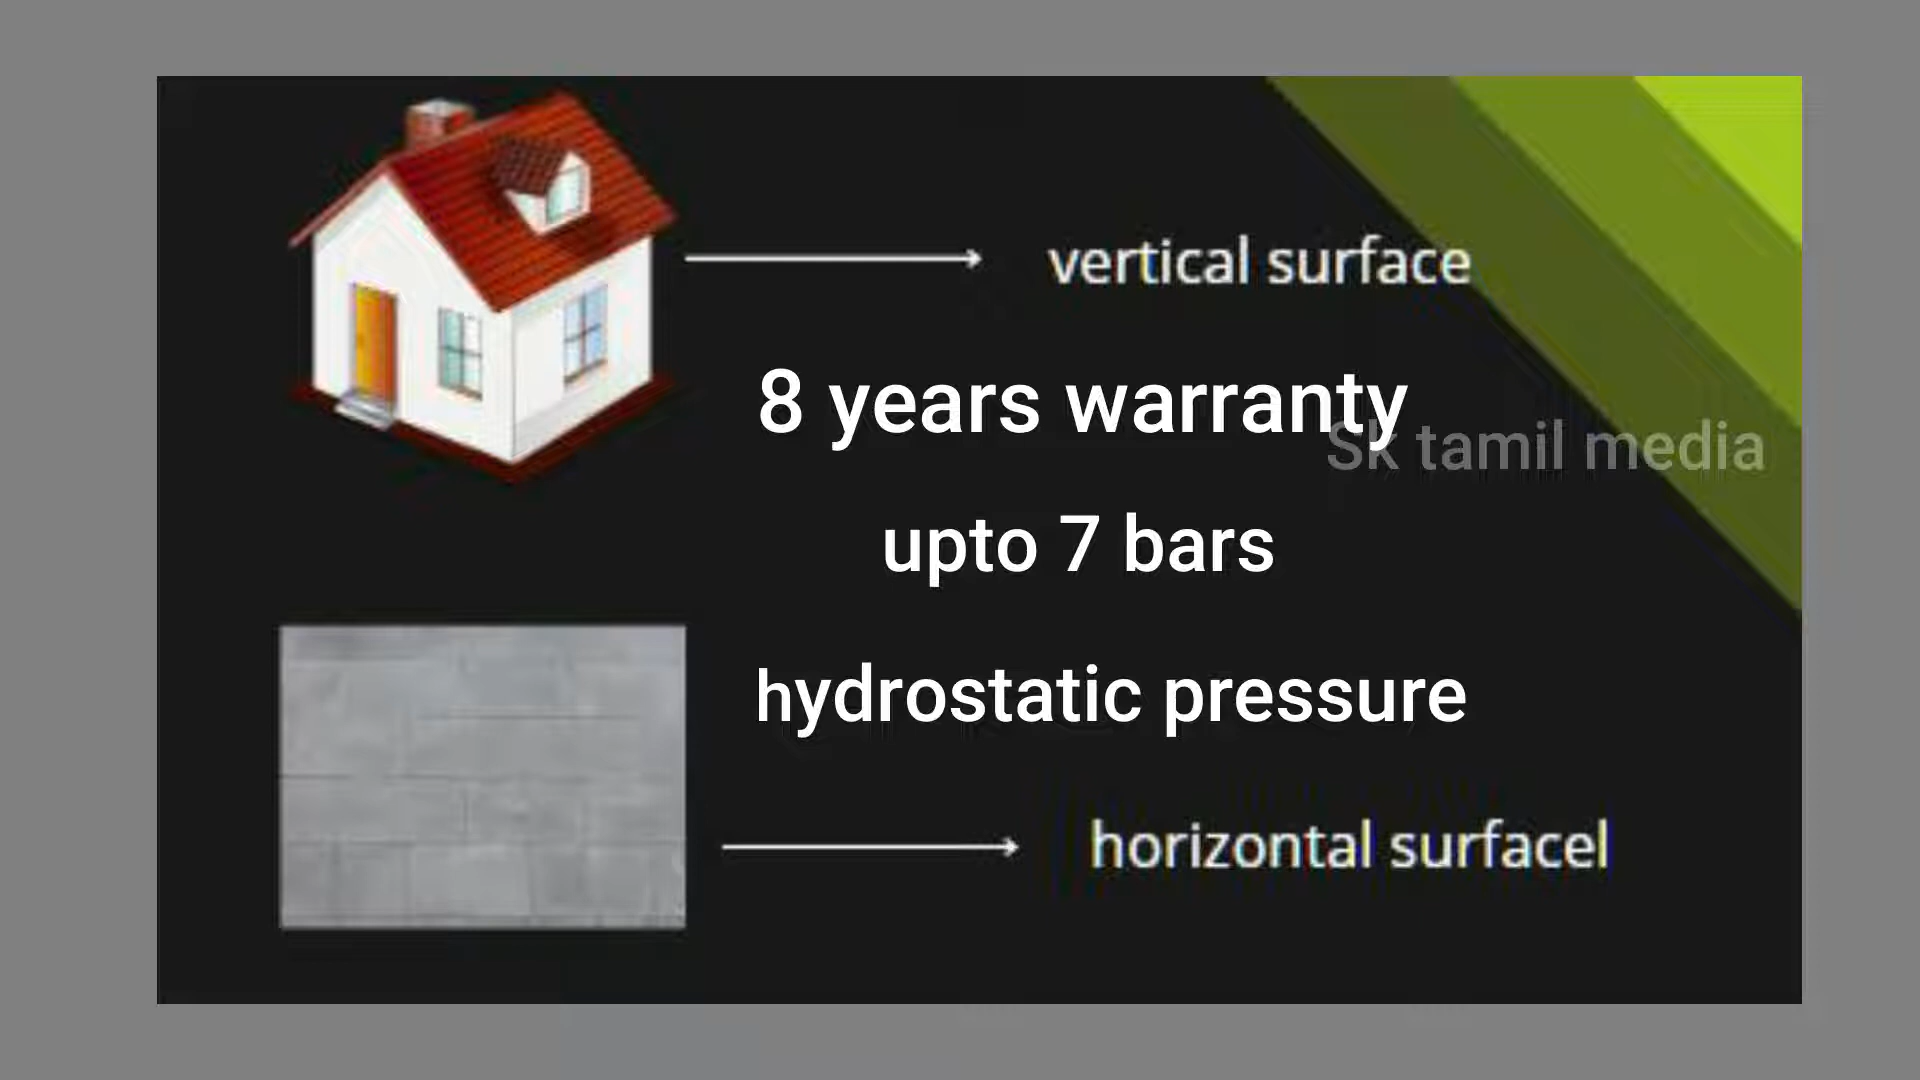 vertical surface
8 years warranty
Sk tamil media
upto 7 bars
hydrostatic pressure
horizontal surfacel